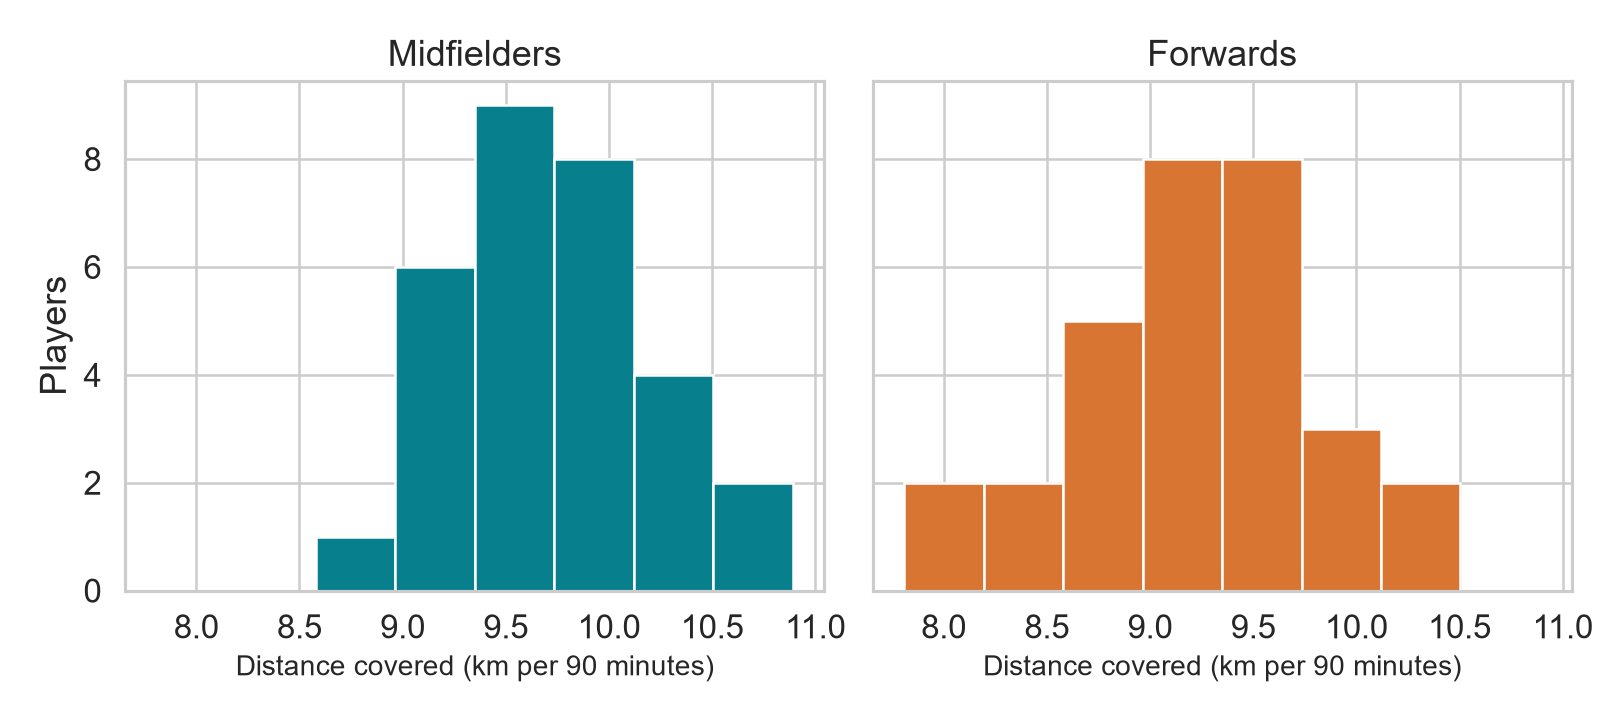 Midfielders
Forwards
Players
8
6
4
2
0
8.0 8.5 9.0 9.5 10.0 10.5 11.0
8.0 8.5 9.0 9.5 10.0 10.5 11.0
Distance covered (km per 90 minutes)
Distance covered (km per 90 minutes)